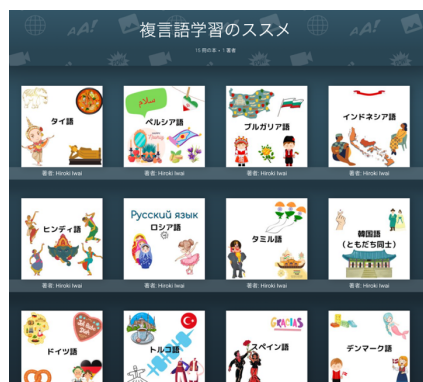 複言語学習のススメ
15 冊の本 • 1 著者
タイ語
سلام
ペルシア語
ブルガリア語
インドネシア語
著者: Hiroki Iwai
著者: Hiroki Iwai
著者: Hiroki Iwai
著者: Hiroki Iwai
ヒンディ語
Русский язык
ロシア語
タミル語
韓国語
（ともだち同士）
著者: Hiroki Iwai
著者: Hiroki Iwai
著者: Hiroki Iwai
著者: Hiroki Iwai
ドイツ語
トルコ語
GRACIAS
スペイン語
デンマーク語